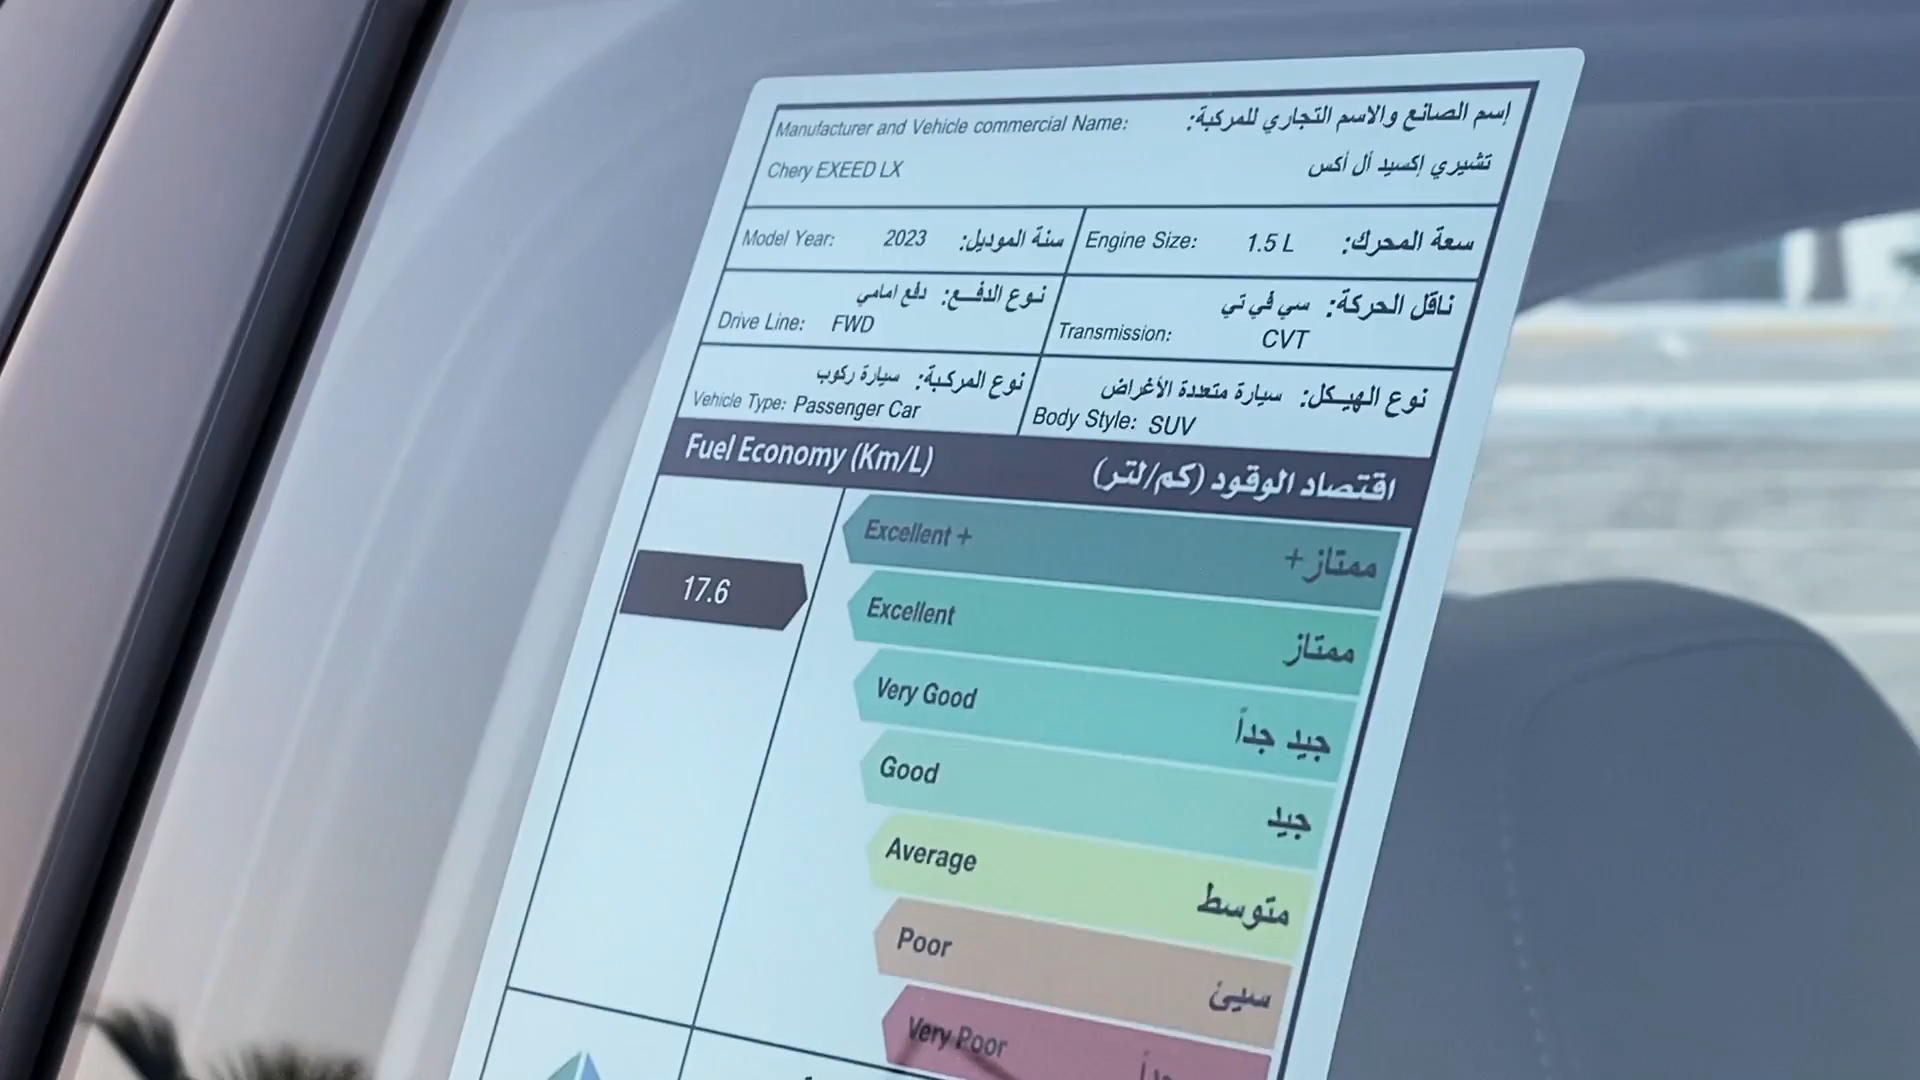 Manufacturer and Vehicle commercial Name: إسم الصانع والاسم التجاري للمركبة:
Chery EXEED LX تشيري إكسيد أل أكس
Model Year: 2023 سنة الموديل: Engine Size: 1.5 L سعة المحرك:
نوع الدفع: دفع امامي
Drive Line: FWD
ناقل الحركة: سي في تي
Transmission: CVT
نوع المركبة: سيارة ركوب
Vehicle Type: Passenger Car
نوع الهيكل: سيارة متعددة الأغراض
Body Style: SUV
Fuel Economy (Km/L) اقتصاد الوقود (كم/لتر)
17.6
Excellent + ممتاز+
Excellent ممتاز
Very Good جيد جداً
Good جيد
Average متوسط
Poor سيئ
Very Poor